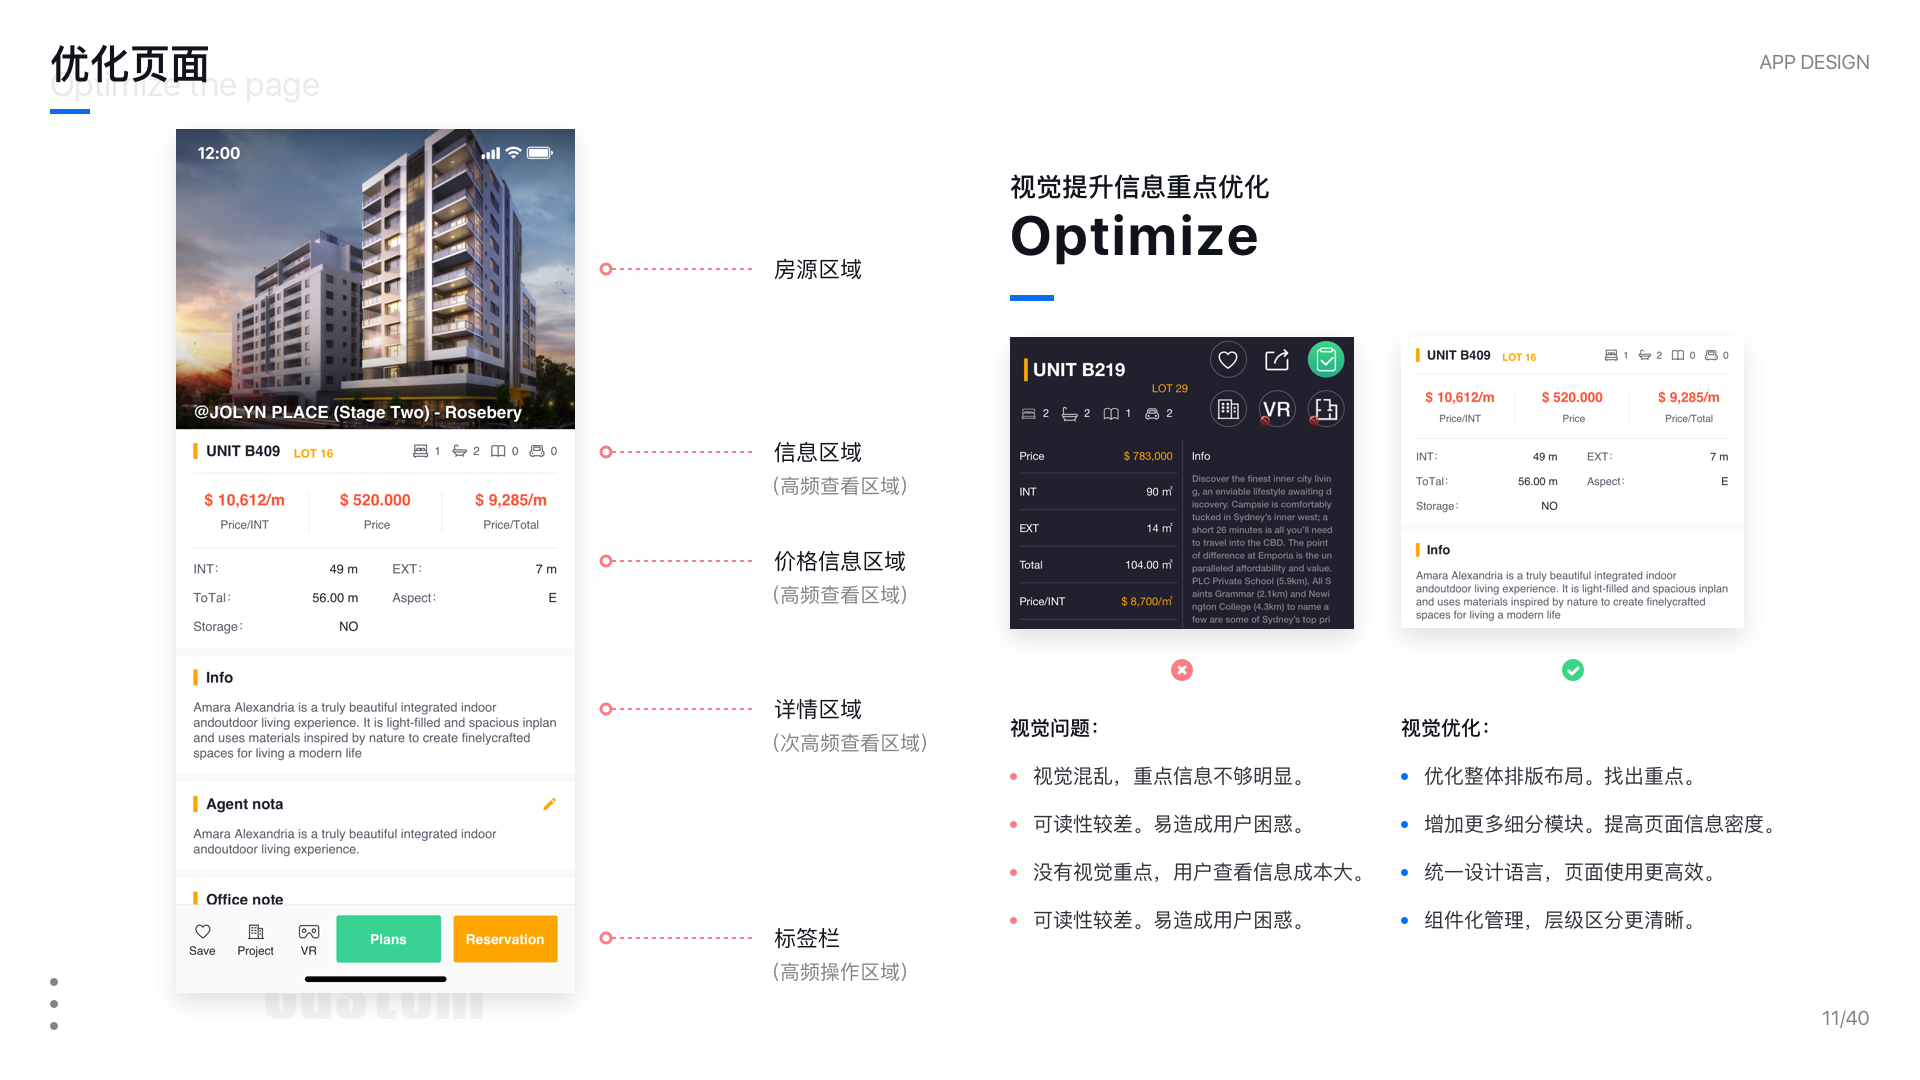 优化页面
Optimize the page
APP DESIGN
12:00
@JOLYN PLACE (Stage Two) - Rosebery
UNIT B409 LOT 16 1 2 0 0
$ 10,612/m $ 520.000 $ 9,285/m
Price/INT Price Price/Total
INT: 49 m EXT: 7 m
ToTal: 56.00 m Aspect: E
Storage: NO
Info
Amara Alexandria is a truly beautiful integrated indoor
andoutdoor living experience. It is light-filled and spacious inplan
and uses materials inspired by nature to create finelycrafted
spaces for living a modern life
Agent nota
Amara Alexandria is a truly beautiful integrated indoor
andoutdoor living experience.
Office note
Save Project VR Plans Reservation
custom
房源区域
信息区域
(高频查看区域)
价格信息区域
(高频查看区域)
详情区域
(次高频查看区域)
标签栏
(高频操作区域)
视觉提升信息重点优化
Optimize
UNIT B219
LOT 29
2 2 1 2
VR
Price $ 783,000
INT 90 ㎡
EXT 14 ㎡
Total 104.00 ㎡
Price/INT $ 8,700/㎡
Info
Discover the finest inner city livin
g, an enviable lifestyle awaiting d
iscovery. Campsie is comfortably
tucked in Sydney's inner west; a
short 26 minutes is all you'll need
to travel into the CBD. The point
of difference at Emporia is the un
paralleled affordability and value.
PLC Private School (5.9km), All S
aints Grammar (2.1km) and Newi
ngton College (4.3km) to name a
few are some of Sydney's top pri
UNIT B409 LOT 16 1 2 0 0
$ 10,612/m $ 520.000 $ 9,285/m
Price/INT Price Price/Total
INT: 49 m EXT: 7 m
ToTal: 56.00 m Aspect: E
Storage: NO
Info
Amara Alexandria is a truly beautiful integrated indoor
andoutdoor living experience. It is light-filled and spacious inplan
and uses materials inspired by nature to create finelycrafted
spaces for living a modern life
视觉问题：
视觉混乱，重点信息不够明显。
可读性较差。易造成用户困惑。
没有视觉重点，用户查看信息成本大。
可读性较差。易造成用户困惑。
视觉优化：
优化整体排版布局。找出重点。
增加更多细分模块。提高页面信息密度。
统一设计语言，页面使用更高效。
组件化管理，层级区分更清晰。
11/40